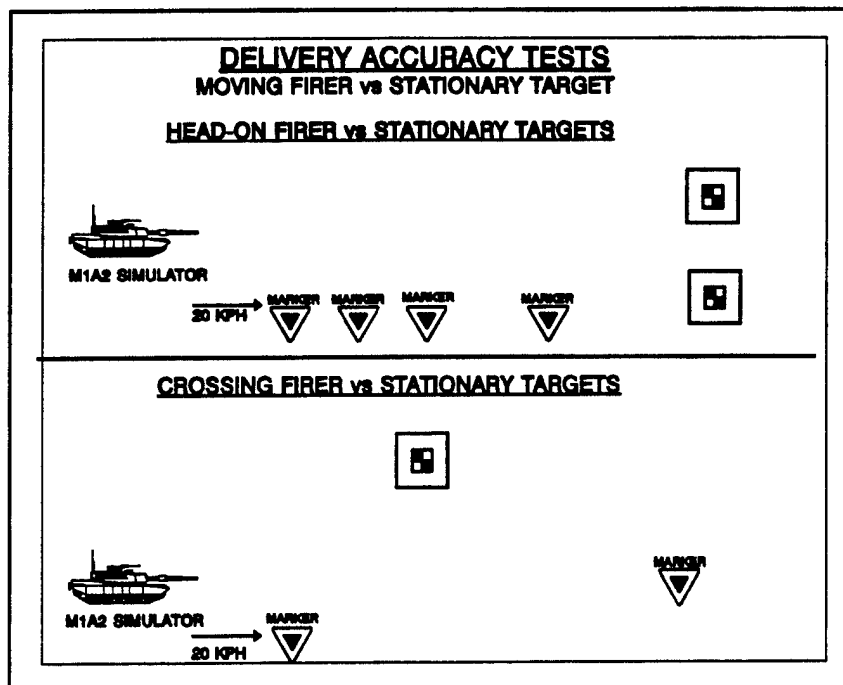 DELIVERY ACCURACY TESTS
MOVING FIRER vs STATIONARY TARGET
HEAD-ON FIRER vs STATIONARY TARGETS
M1A2 SIMULATOR
20 KPH
MARKER MARKER MARKER MARKER
CROSSING FIRER vs STATIONARY TARGETS
MARKER
M1A2 SIMULATOR
20 KPH
MARKER